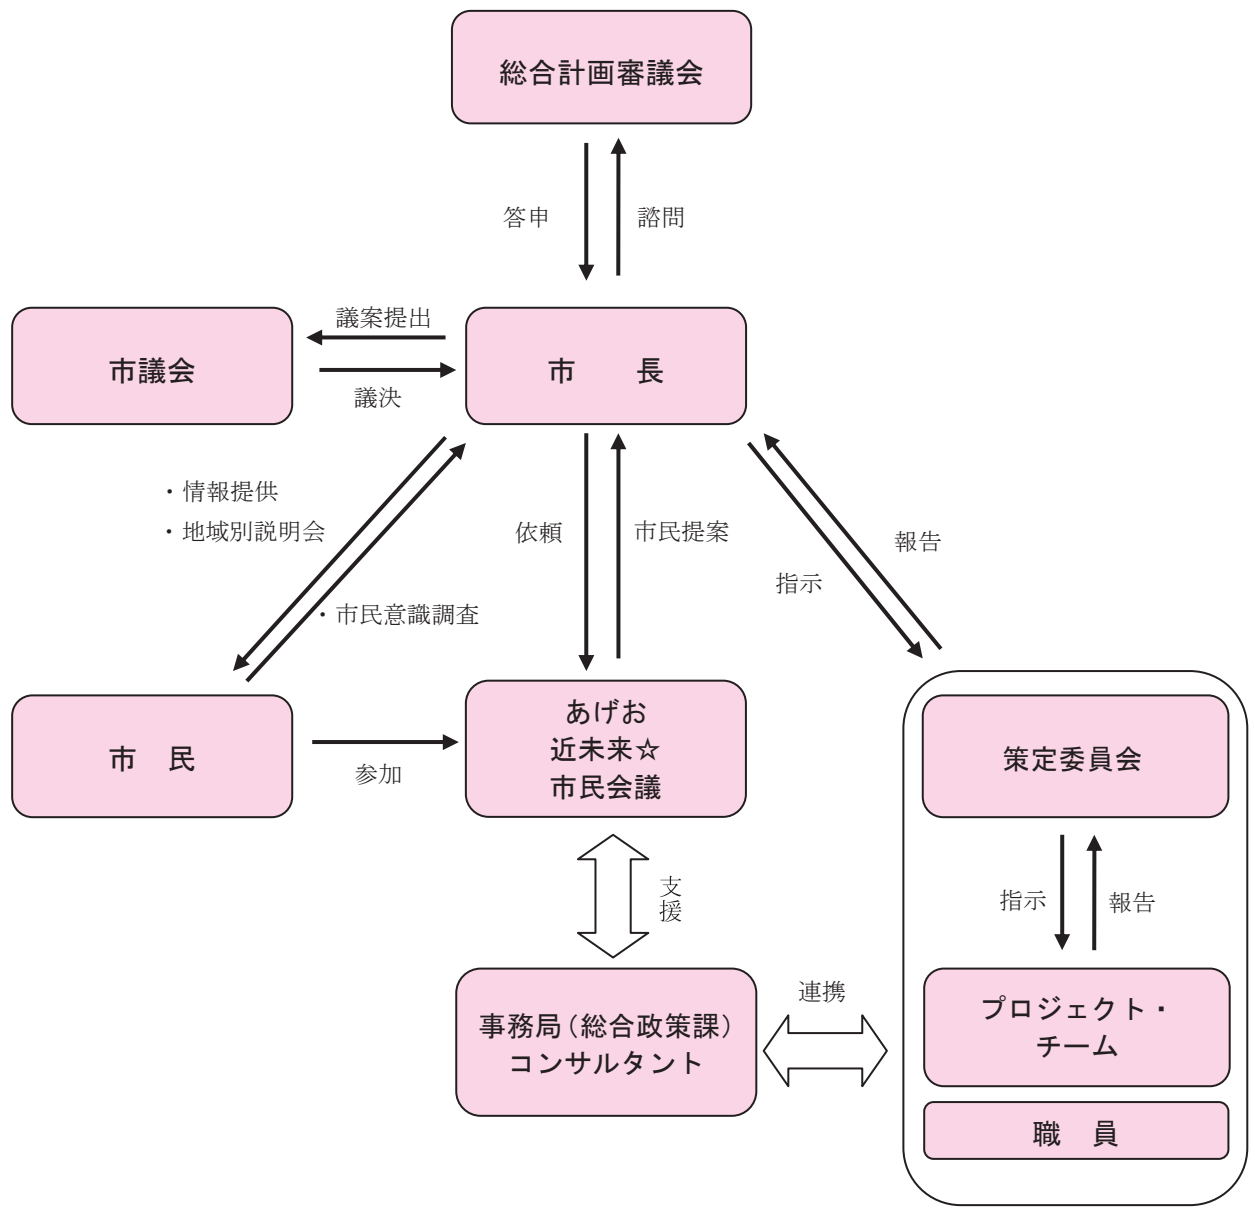 総合計画審議会
答申
諮問
議案提出
市議会
市　長
議決
・情報提供
・地域別説明会
依頼
市民提案
報告
指示
・市民意識調査
市　民
参加
あげお
近未来☆
市民会議
策定委員会
支援
指示
報告
連携
事務局（総合政策課）
コンサルタント
プロジェクト・
チーム
職　員